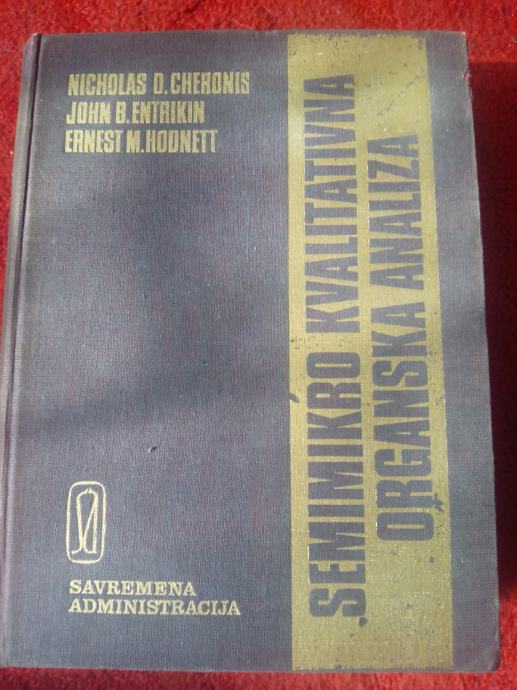 NICHOLAS D. CHERONIS
JOHN B. ENTRIKIN
ERNEST M. HODNETT
SEMIMIKRO KVALITATIVNA
ORGANSKA ANALIZA
SAVREMENA
ADMINISTRACIJA